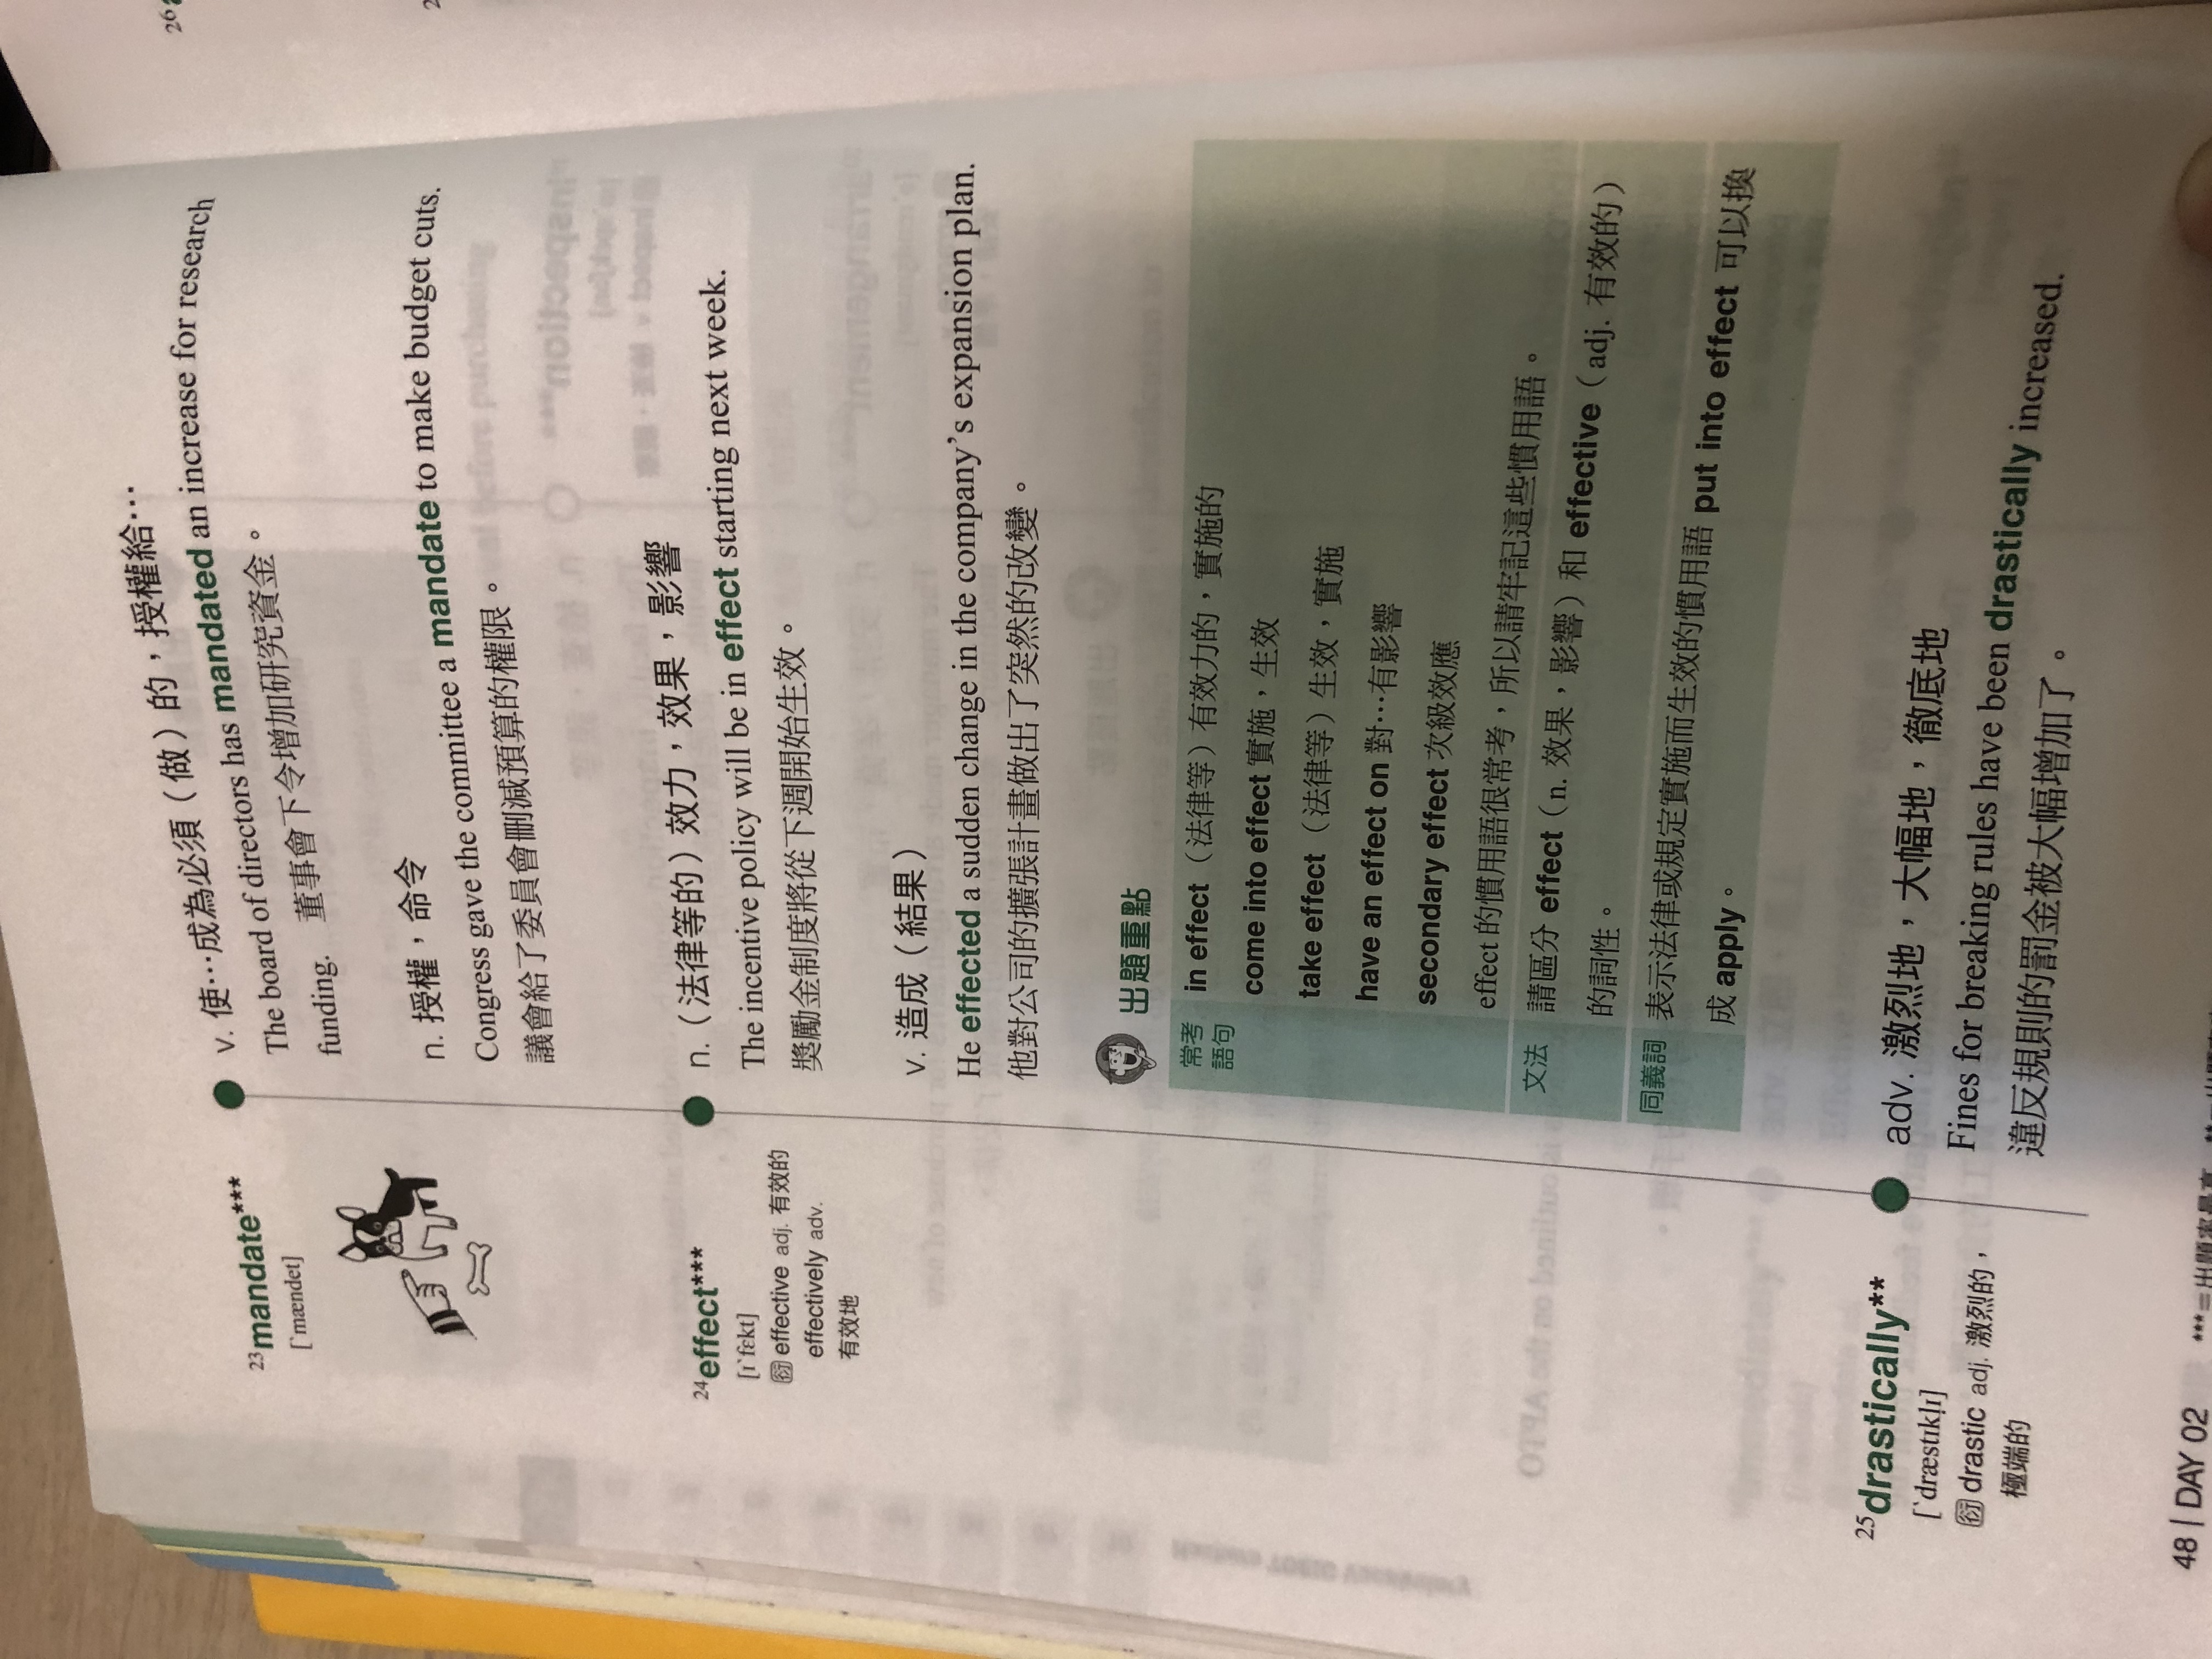 23mandate***
[ˋmændet]
v. 使…成為必須（做）的，授權給…
The board of directors has mandated an increase for research
funding. 董事會下令增加研究資金。
n. 授權，命令
Congress gave the committee a mandate to make budget cuts.
議會給了委員會刪減預算的權限。
24effect***
[ɪˋfɛkt]
衍 effective adj. 有效的
effectively adv.
有效地
n.（法律等的）效力，效果，影響
The incentive policy will be in effect starting next week.
獎勵金制度將從下週開始生效。
v. 造成（結果）
He effected a sudden change in the company's expansion plan.
他對公司的擴張計畫做出了突然的改變。
出題重點
常考
語句
in effect（法律等）有效力的，實施的
come into effect 實施，生效
take effect（法律等）生效，實施
have an effect on 對…有影響
secondary effect 次級效應
effect 的慣用語很常考，所以請牢記這些慣用語。
文法
請區分 effect（n. 效果，影響）和 effective（adj. 有效的）
的詞性。
同義詞
表示法律或規定實施而生效的慣用語 put into effect 可以換
成 apply。
25drastically**
[ˋdræstɪkl̩ɪ]
衍 drastic adj. 激烈的，
極端的
adv. 激烈地，大幅地，徹底地
Fines for breaking rules have been drastically increased.
違反規則的罰金被大幅增加了。
48 | DAY 02
***＝出題率最高 **＝出題率
26